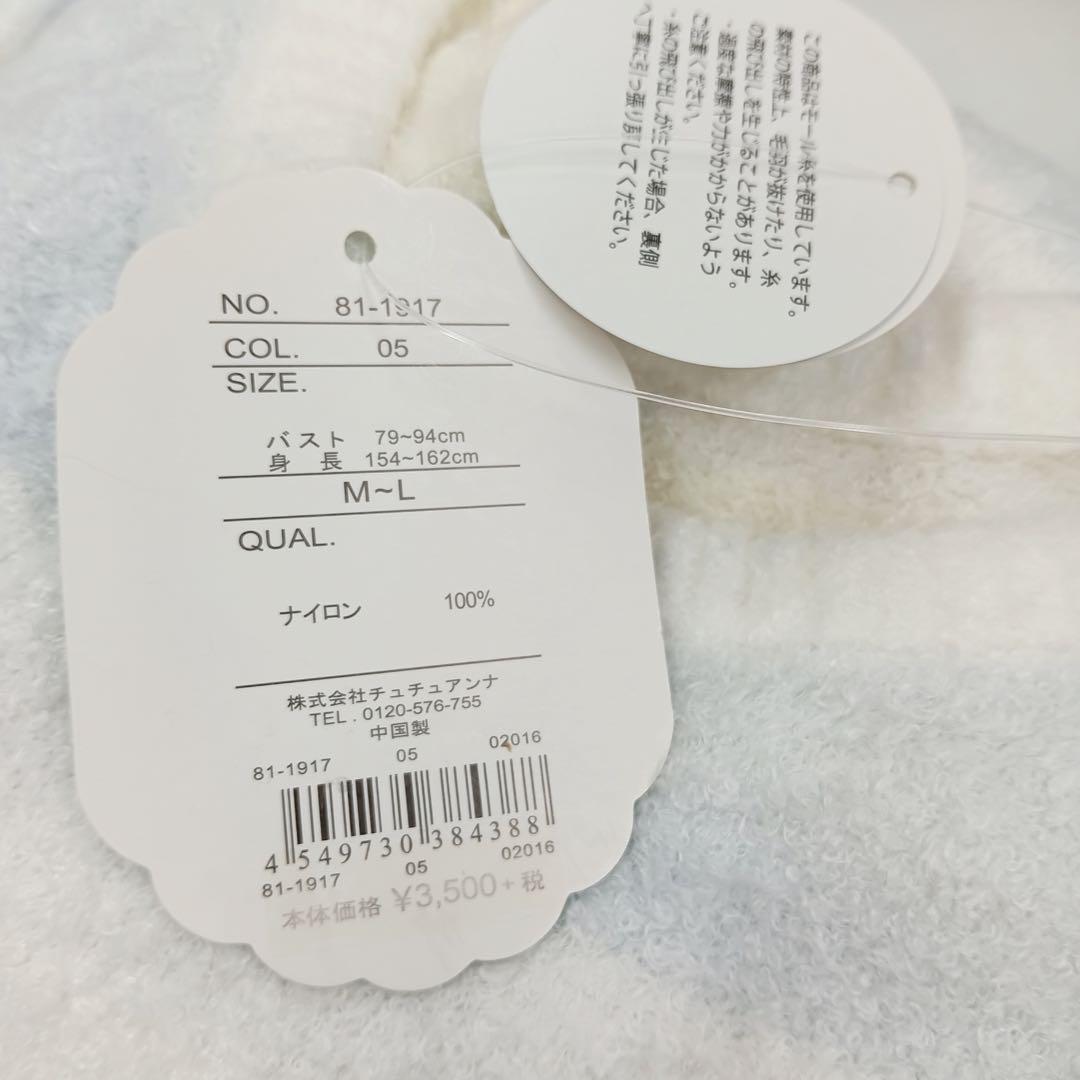 NO. 81-1917
COL. 05
SIZE.
バスト 79~94cm
身 長 154~162cm
M~L
QUAL.
ナイロン 100%
株式会社チュチュアンナ
TEL . 0120-576-755
中国製
81-1917 05 02016
4 549730 384388
81-1917 05 02016
本体価格 ¥3,500+税
この商品はモール糸を使用しています。
素材の特性上、毛羽が抜けたり、糸
の飛び出しを生じることがあります。
・過度な摩擦や力がかからないよう
ご注意ください。
・糸の飛び出しが生じた場合、裏側
へ丁寧に引っ張り戻してください。